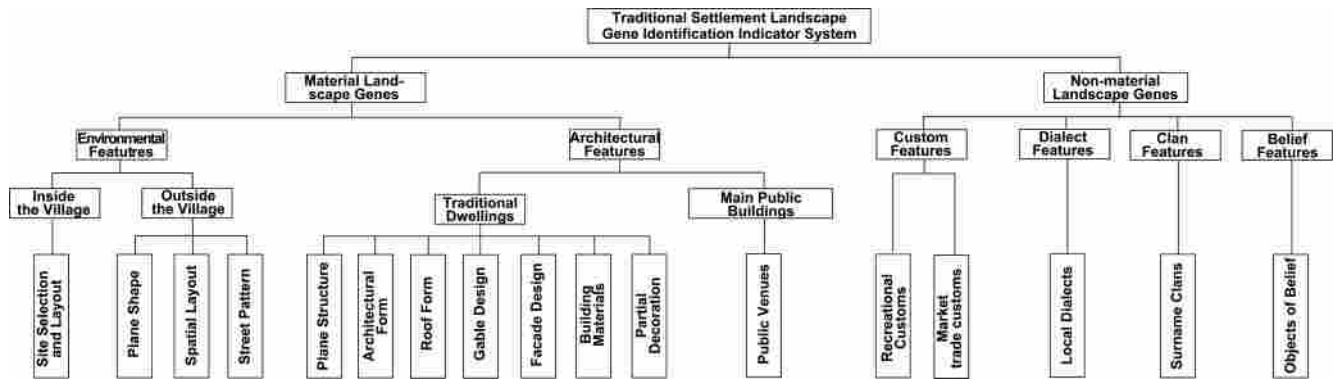 Traditional Settlement Landscape
Gene Identification Indicator System
Material Land-
scape Genes
Non-material
Landscape Genes
Environmental
Featutres
Architectural
Features
Custom
Features
Dialect
Features
Clan
Features
Belief
Features
Inside
the Village
Outside
the Village
Traditional
Dwellings
Main Public
Buildings
Site Selection
and Layout
Plane Shape
Spatial Layout
Street Pattern
Plane Structure
Architectural
Form
Roof Form
Gable Design
Facade Design
Building
Materials
Partial
Decoration
Public Venues
Recreational
Customs
Market
trade customs
Local Dialects
Surname Clans
Objects of Belief